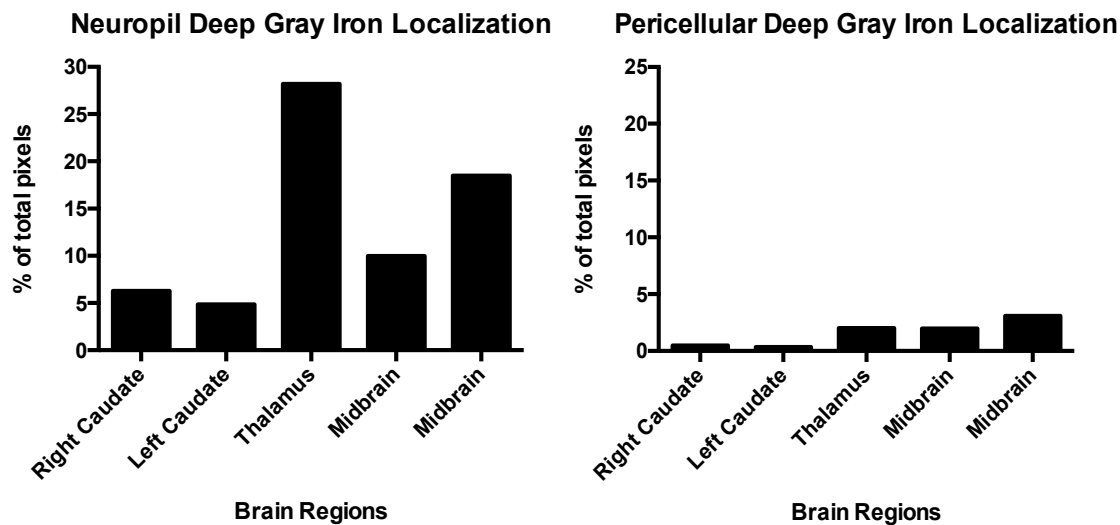 Neuropil Deep Gray Iron Localization
% of total pixels
30
25
20
15
10
5
0
Right Caudate
Left Caudate
Thalamus
Midbrain
Midbrain
Brain Regions
Pericellular Deep Gray Iron Localization
% of total pixels
25
20
15
10
5
0
Right Caudate
Left Caudate
Thalamus
Midbrain
Midbrain
Brain Regions